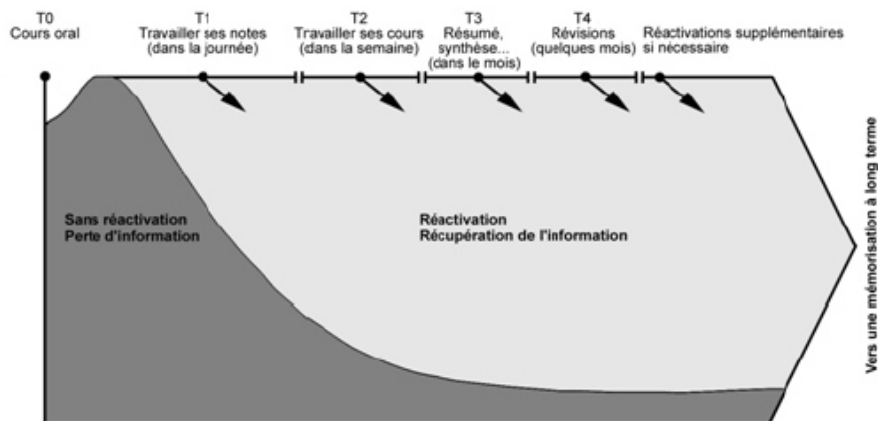 T0
Cours oral
T1
Travailler ses notes
(dans la journée)
T2
Travailler ses cours
(dans la semaine)
T3
Résumé,
synthèse...
(dans le mois)
T4
Révisions
(quelques mois)
Réactivations supplémentaires
si nécessaire
Sans réactivation
Perte d'information
Réactivation
Récupération de l'information
Vers une mémorisation à long terme